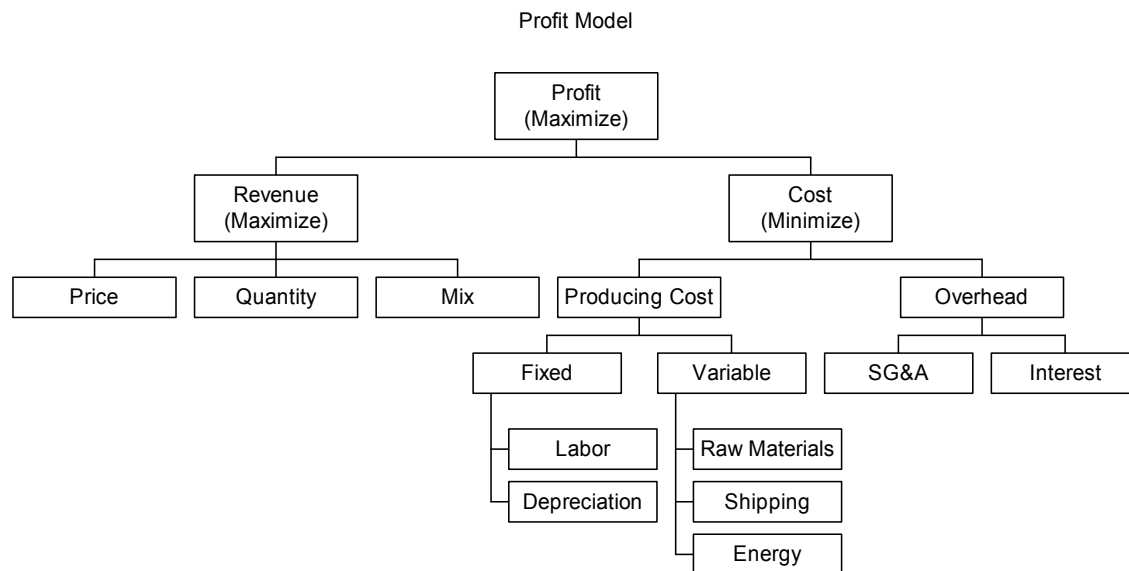 Profit Model
Profit
(Maximize)
Revenue
(Maximize)
Cost
(Minimize)
Price
Quantity
Mix
Producing Cost
Overhead
Fixed
Variable
SG&A
Interest
Labor
Raw Materials
Depreciation
Shipping
Energy